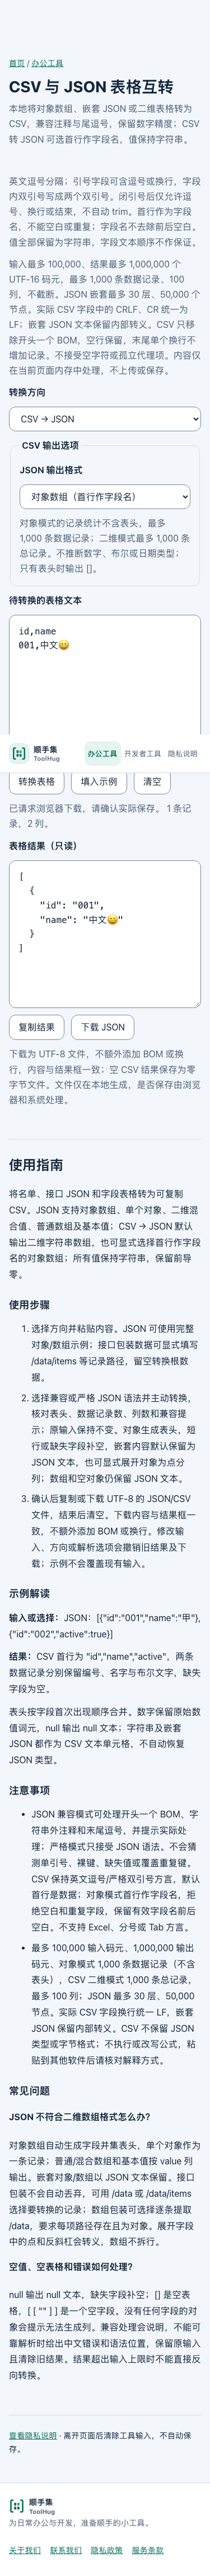 首页 / 办公工具
CSV 与 JSON 表格互转
本地将对象数组、嵌套 JSON 或二维表格转为
CSV，兼容注释与尾逗号，保留数字精度；CSV
转 JSON 可选首行作字段名，值保持字符串。
英文逗号分隔；引号字段可含逗号或换行，字段
内双引号写成两个双引号。闭引号后仅允许逗
号、换行或结束，不自动 trim。首行作为字段
名，不能空白或重复；字段名不去除前后空白。
值全部保留为字符串，字段文本顺序不作保证。
输入最多 100,000、结果最多 1,000,000 个
UTF-16 码元，最多 1,000 条数据记录、100
列，不截断。JSON 嵌套最多 30 层、50,000 个
节点。实际 CSV 字段中的 CRLF、CR 统一为
LF；嵌套 JSON 文本保留内部转义。CSV 只移
除开头一个 BOM，空行保留，末尾单个换行不
增加记录。不接受空字符或孤立代理项。内容仅
在当前页面内存中处理，不上传或保存。
转换方向
CSV → JSON
CSV 输出选项
JSON 输出格式
对象数组（首行作字段名）
对象模式的记录统计不含表头，最多
1,000 条数据记录；二维模式最多 1,000 条
总记录。不推断数字、布尔或日期类型；
只有表头时输出 []。
待转换的表格文本
id,name
001,中文😄
顺手集
ToolHug
办公工具 开发者工具 隐私说明
转换表格 填入示例 清空
已请求浏览器下载，请确认实际保存。 1 条记
录，2 列。
表格结果（只读）
[
{
"id": "001",
"name": "中文😄"
}
]
复制结果 下载 JSON
下载为 UTF-8 文件，不额外添加 BOM 或换
行，内容与结果框一致；空 CSV 结果保存为零
字节文件。文件仅在本地生成，是否保存由浏览
器和系统处理。
使用指南
将名单、接口 JSON 和字段表格转为可复制
CSV。JSON 支持对象数组、单个对象、二维混
合值、普通数组及基本值；CSV → JSON 默认
输出二维字符串数组，也可显式选择首行作字段
名的对象数组；所有值保持字符串，保留前导
零。
使用步骤
1. 选择方向并粘贴内容。JSON 可使用完整
对象/数组示例；接口包装数据可显式填写
/data/items 等记录路径，留空转换根数
据。
2. 选择兼容或严格 JSON 语法并主动转换，
核对表头、数据记录数、列数和兼容提
示；原输入保持不变。对象生成表头，短
行或缺失字段补空，嵌套内容默认保留为
JSON 文本，也可显式展开对象为点分
列；数组和空对象仍保留 JSON 文本。
3. 确认后复制或下载 UTF-8 的 JSON/CSV
文件，结束后清空。下载内容与结果框一
致，不额外添加 BOM 或换行。修改输
入、方向或解析选项会撤销旧结果及下
载；示例不会覆盖现有输入。
示例解读
输入或选择： JSON：[{"id":"001","name":"甲"},
{"id":"002","active":true}]
结果： CSV 首行为 "id","name","active"，两条
数据记录分别保留编号、名字与布尔文字，缺失
字段为空。
表头按字段首次出现顺序合并。数字保留原始数
值词元，null 输出 null 文本；字符串及嵌套
JSON 都作为 CSV 文本单元格，不自动恢复
JSON 类型。
注意事项
• JSON 兼容模式可处理开头一个 BOM、字
符串外注释和末尾逗号，并提示实际处
理；严格模式只接受 JSON 语法。不会猜
测单引号、裸键、缺失值或覆盖重复键。
CSV 保持英文逗号/严格双引号方言，默认
首行是数据；对象模式首行作字段名，拒
绝空白和重复字段，保留有效字段名前后
空白。不支持 Excel、分号或 Tab 方言。
• 最多 100,000 输入码元、1,000,000 输出
码元、对象模式 1,000 条数据记录（不含
表头），CSV 二维模式 1,000 条总记录，
最多 100 列；JSON 最多 30 层、50,000
节点。实际 CSV 字段换行统一 LF，嵌套
JSON 保留内部转义。CSV 不保留 JSON
类型或字节格式；不执行或改写公式，粘
贴到其他软件后请核对解释方式。
常见问题
JSON 不符合二维数组格式怎么办？
对象数组自动生成字段并集表头，单个对象作为
一条记录；普通/混合数组和基本值按 value 列
输出。嵌套对象/数组以 JSON 文本保留。接口
包装不会自动丢弃，可用 /data 或 /data/items
选择要转换的记录；数组包装可选择逐条提取
/data，要求每项路径存在且为对象。展开字段
中的点和反斜杠会转义，数组不拆行。
空值、空表格和错误如何处理？
null 输出 null 文本，缺失字段补空；[] 是空表
格，[ [ "" ] ] 是一个空字段。没有任何字段的对
象会提示无法生成列。兼容处理会说明，不能可
靠解析时给出中文错误和语法位置，保留原输入
且清除旧结果。结果超出输入上限时不能直接反
向转换。
查看隐私说明 · 离开页面后清除工具输入，不自动保
存。
顺手集
ToolHug
为日常办公与开发，准备顺手的小工具。
关于我们 联系我们 隐私政策 服务条款